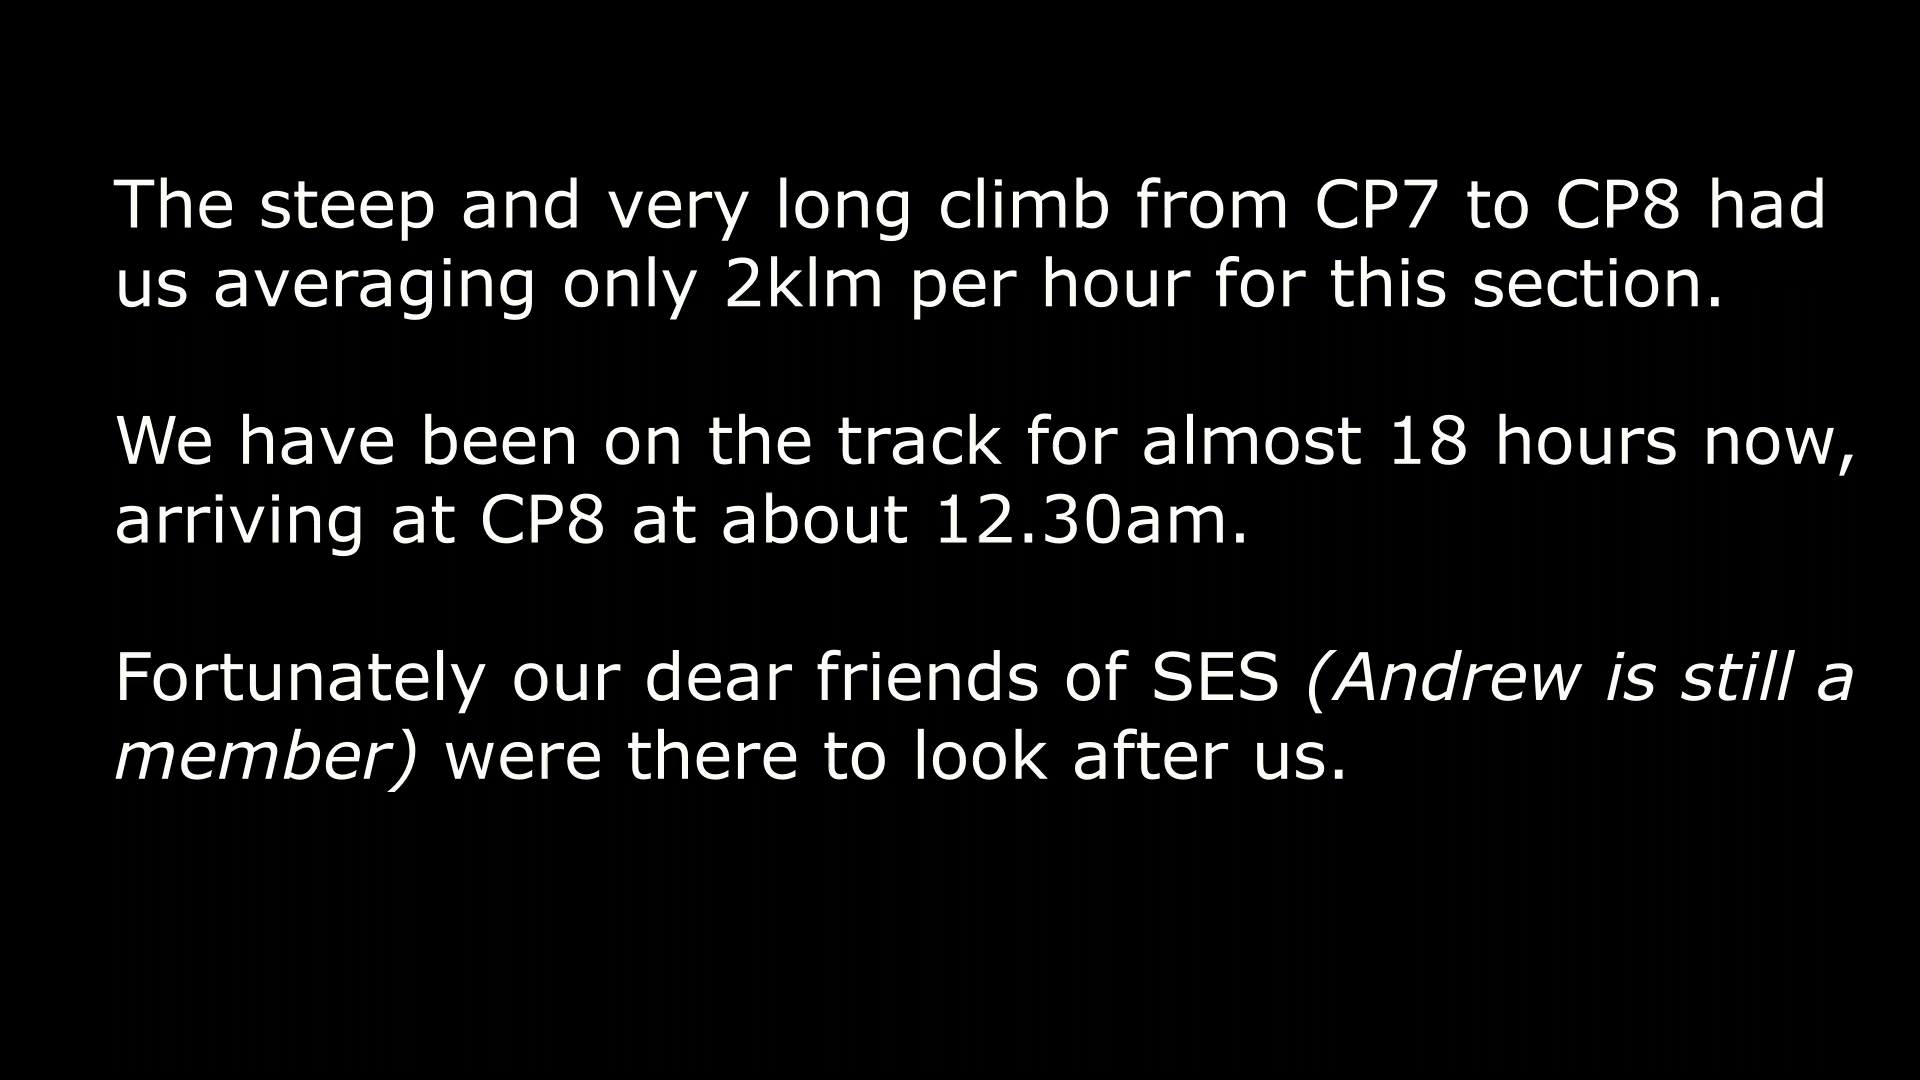 The steep and very long climb from CP7 to CP8 had
us averaging only 2klm per hour for this section.
We have been on the track for almost 18 hours now,
arriving at CP8 at about 12.30am.
Fortunately our dear friends of SES (Andrew is still a
member) were there to look after us.